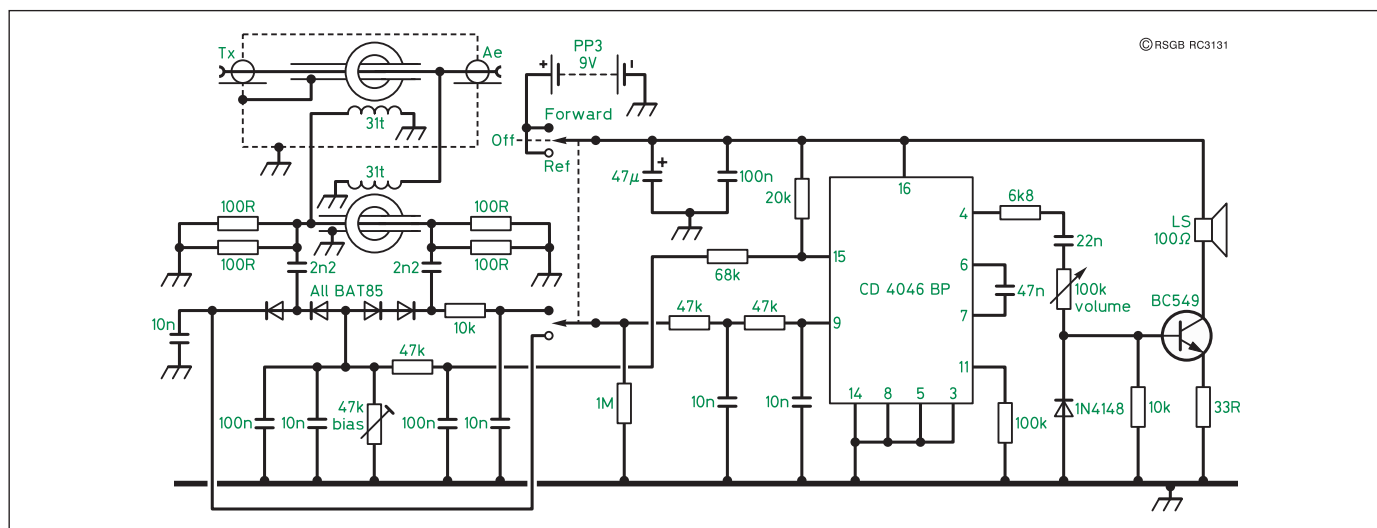 Tx
Ae
PP3
9V
+
© RSGB RC3131
31t
Forward
Off
Ref
31t
47µ
+
100n
20k
16
4
6k8
LS
100Ω
100R
100R
100R
100R
2n2
2n2
22n
All BAT85
68k
15
CD 4046 BP
6
7
47n
100k
volume
BC549
10n
10k
47k
47k
9
47k
11
100n
10n
47k
bias
100n
10n
1M
10n
10n
14
8
5
3
100k
1N4148
10k
33R